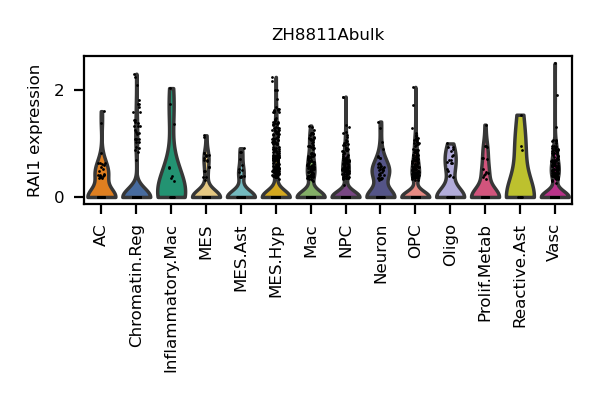 ZH8811Abulk
RAI1 expression
2
0
AC
Chromatin.Reg
Inflammatory.Mac
MES
MES.Ast
MES.Hyp
Mac
NPC
Neuron
OPC
Oligo
Prolif.Metab
Reactive.Ast
Vasc